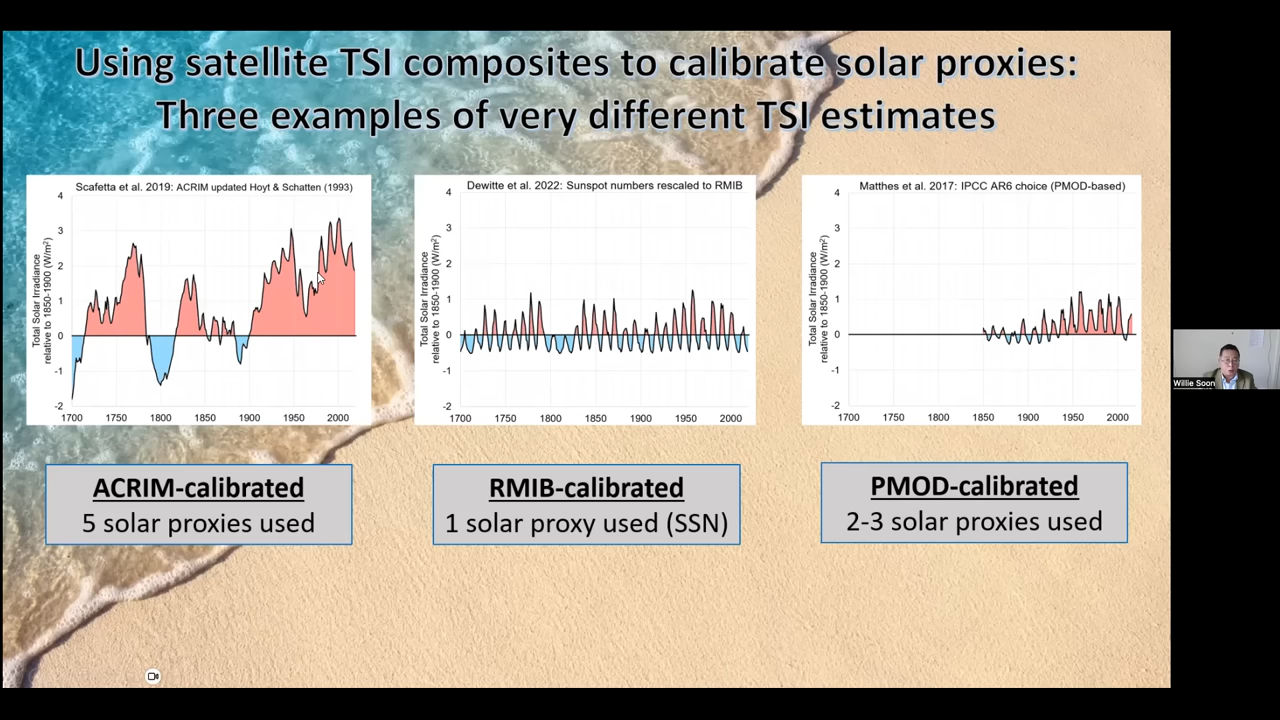 Using satellite TSI composites to calibrate solar proxies:
Three examples of very different TSI estimates
Scafetta et al. 2019: ACRIM updated Hoyt & Schatten (1993)
Total Solar Irradiance
relative to 1850-1900 (W/m²)
4
3
2
1
0
-1
-2
1700 1750 1800 1850 1900 1950 2000
Dewitte et al. 2022: Sunspot numbers rescaled to RMIB
Total Solar Irradiance
relative to 1850-1900 (W/m²)
4
3
2
1
0
-1
-2
1700 1750 1800 1850 1900 1950 2000
Matthes et al. 2017: IPCC AR6 choice (PMOD-based)
Total Solar Irradiance
relative to 1850-1900 (W/m²)
4
3
2
1
0
-1
-2
1700 1750 1800 1850 1900 1950 2000
ACRIM-calibrated
5 solar proxies used
RMIB-calibrated
1 solar proxy used (SSN)
PMOD-calibrated
2-3 solar proxies used
Willie Soon